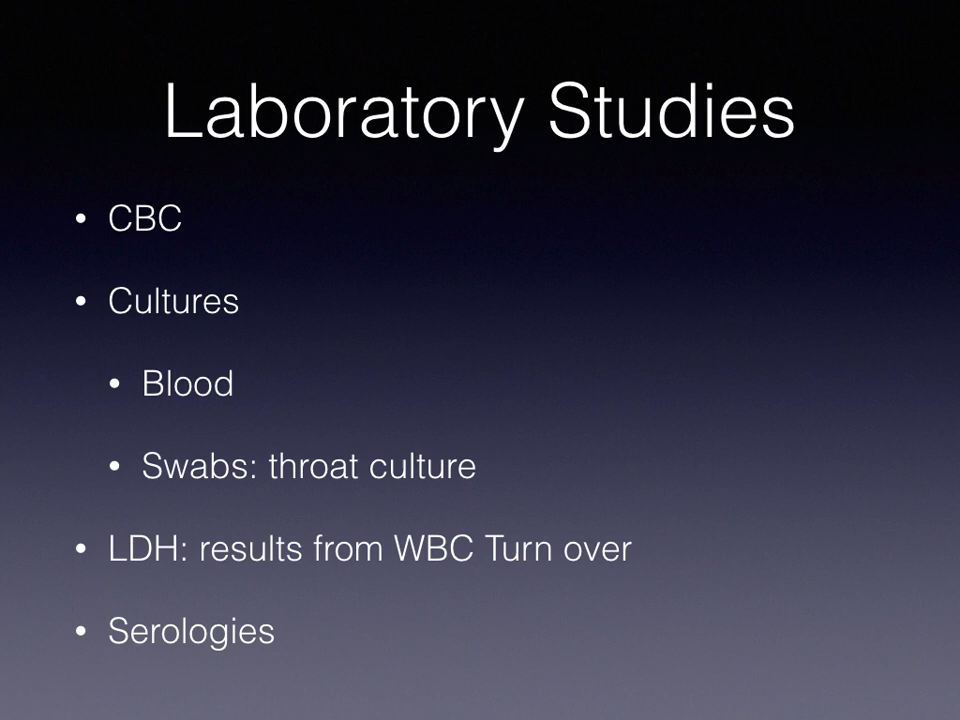 Laboratory Studies
• CBC
• Cultures
• Blood
• Swabs: throat culture
• LDH: results from WBC Turn over
• Serologies